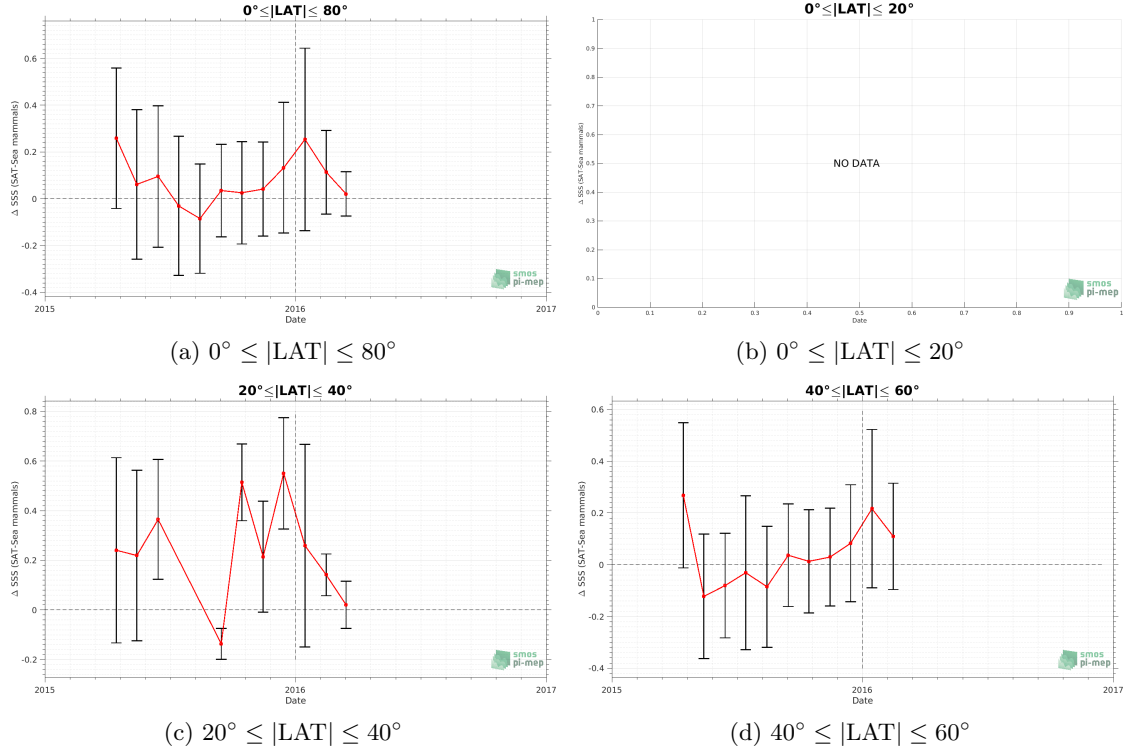 0°≤|LAT|≤ 80°
Δ SSS (SAT-Sea mammals)
0.6
0.4
0.2
0
-0.2
-0.4
2015
2016
2017
Date
smos
pi-mep
(a) 0° ≤ |LAT| ≤ 80°
0°≤|LAT|≤ 20°
Δ SSS (SAT-Sea mammals)
1
0.9
0.8
0.7
0.6
0.5
0.4
0.3
0.2
0.1
0
NO DATA
0
0.1
0.2
0.3
0.4
0.5
0.6
0.7
0.8
0.9
1
Date
smos
pi-mep
(b) 0° ≤ |LAT| ≤ 20°
20°≤|LAT|≤ 40°
Δ SSS (SAT-Sea mammals)
0.8
0.6
0.4
0.2
0
-0.2
2015
2016
2017
Date
smos
pi-mep
(c) 20° ≤ |LAT| ≤ 40°
40°≤|LAT|≤ 60°
Δ SSS (SAT-Sea mammals)
0.6
0.4
0.2
0
-0.2
-0.4
2015
2016
2017
Date
smos
pi-mep
(d) 40° ≤ |LAT| ≤ 60°